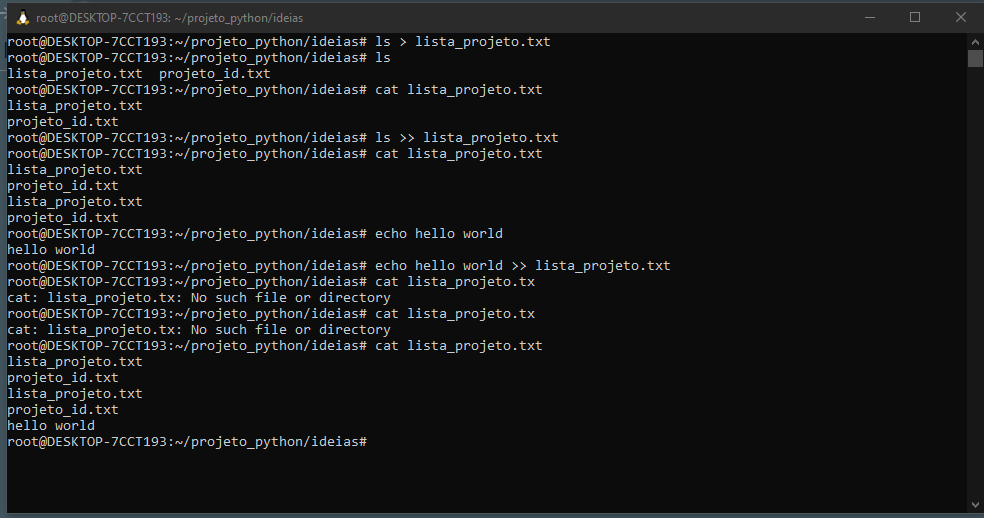 root@DESKTOP-7CCT193: ~/projeto_python/ideias
root@DESKTOP-7CCT193:~/projeto_python/ideias# ls > lista_projeto.txt
root@DESKTOP-7CCT193:~/projeto_python/ideias# ls
lista_projeto.txt  projeto_id.txt
root@DESKTOP-7CCT193:~/projeto_python/ideias# cat lista_projeto.txt
lista_projeto.txt
projeto_id.txt
root@DESKTOP-7CCT193:~/projeto_python/ideias# ls >> lista_projeto.txt
root@DESKTOP-7CCT193:~/projeto_python/ideias# cat lista_projeto.txt
lista_projeto.txt
projeto_id.txt
lista_projeto.txt
projeto_id.txt
root@DESKTOP-7CCT193:~/projeto_python/ideias# echo hello world
hello world
root@DESKTOP-7CCT193:~/projeto_python/ideias# echo hello world >> lista_projeto.txt
root@DESKTOP-7CCT193:~/projeto_python/ideias# cat lista_projeto.tx
cat: lista_projeto.tx: No such file or directory
root@DESKTOP-7CCT193:~/projeto_python/ideias# cat lista_projeto.tx
cat: lista_projeto.tx: No such file or directory
root@DESKTOP-7CCT193:~/projeto_python/ideias# cat lista_projeto.txt
lista_projeto.txt
projeto_id.txt
lista_projeto.txt
projeto_id.txt
hello world
root@DESKTOP-7CCT193:~/projeto_python/ideias#